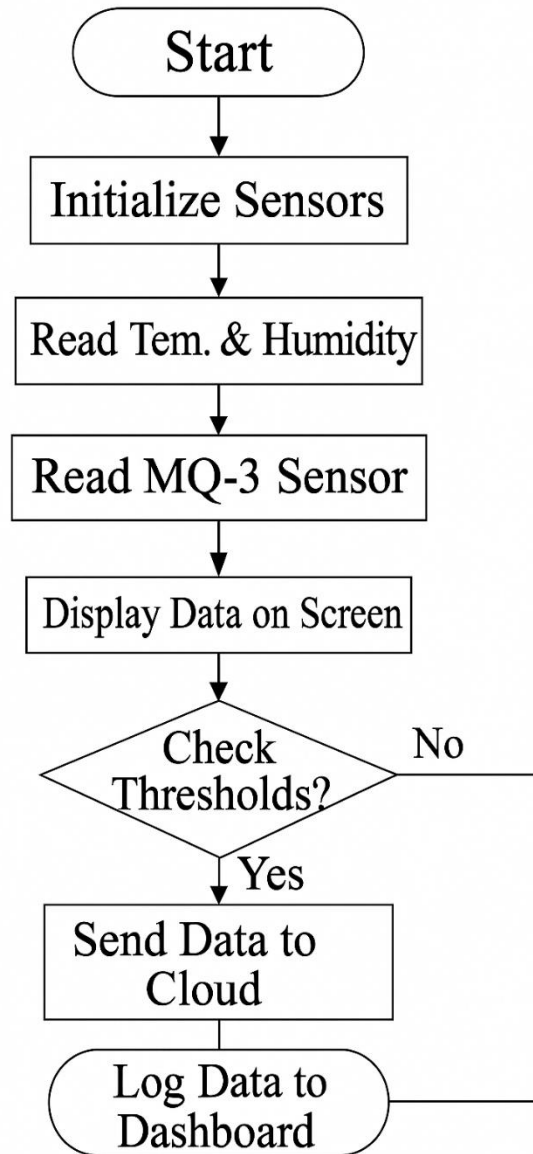 Start
Initialize Sensors
Read Tem. & Humidity
Read MQ-3 Sensor
Display Data on Screen
Check
Thresholds?
No
Yes
Send Data to
Cloud
Log Data to
Dashboard